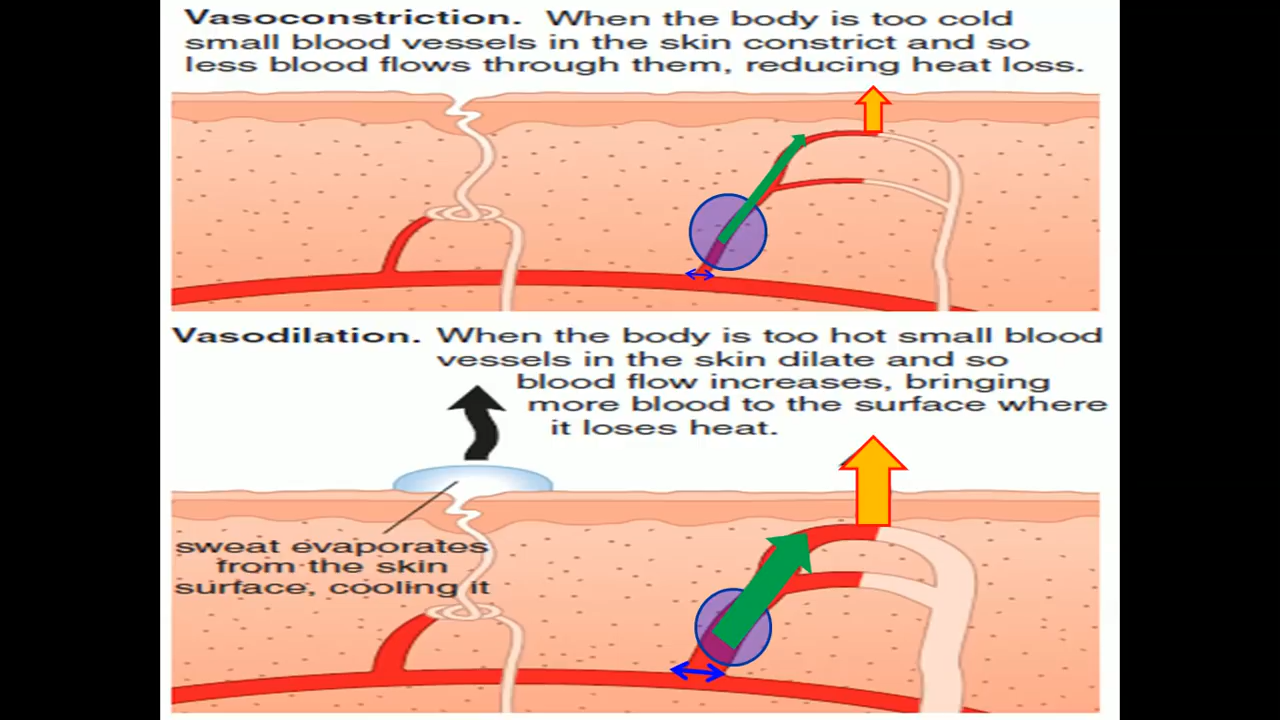 Vasoconstriction. When the body is too cold
small blood vessels in the skin constrict and so
less blood flows through them, reducing heat loss.
Vasodilation. When the body is too hot small blood
vessels in the skin dilate and so
blood flow increases, bringing
more blood to the surface where
it loses heat.
sweat evaporates
from the skin
surface, cooling it